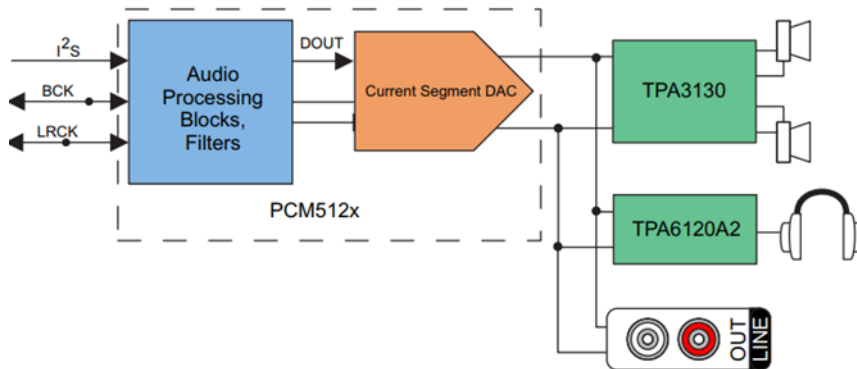 I²S
BCK
LRCK
Audio
Processing
Blocks,
Filters
DOUT
Current Segment DAC
PCM512x
TPA3130
TPA6120A2
OUT
LINE